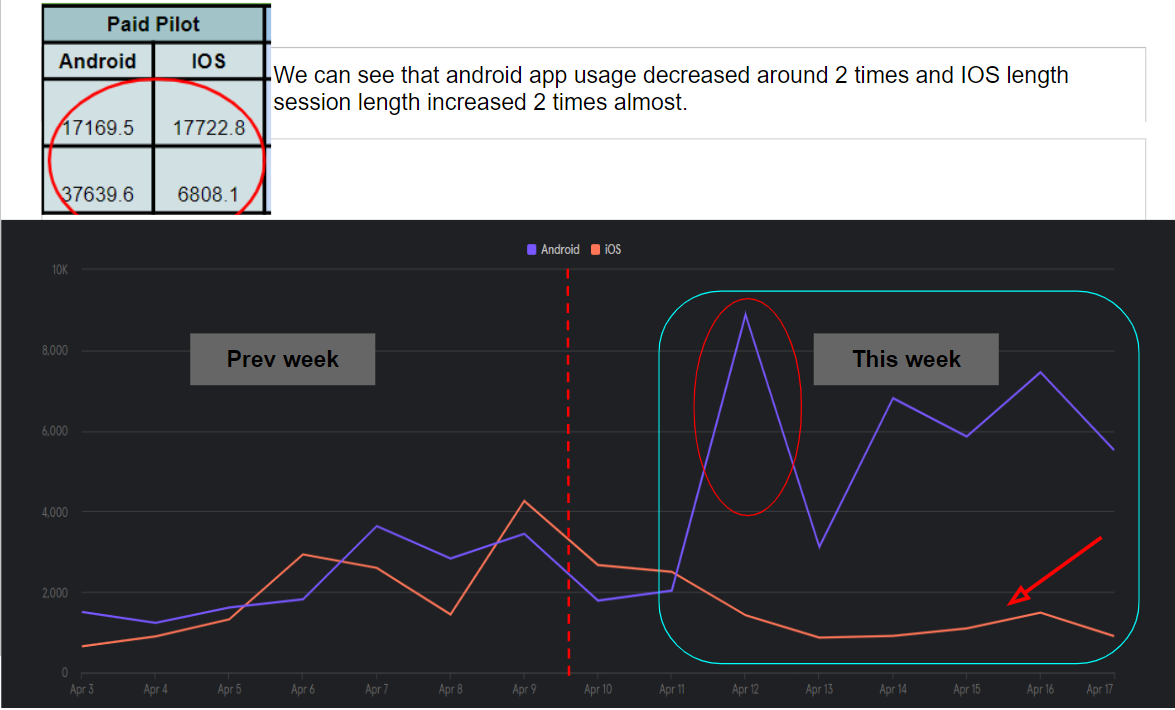 Paid Pilot
Android IOS
17169.5 17722.8
37639.6 6808.1
We can see that android app usage decreased around 2 times and IOS length
session length increased 2 times almost.
Android iOS
10K
8,000
6,000
4,000
2,000
0
Prev week
This week
Apr 3 Apr 4 Apr 5 Apr 6 Apr 7 Apr 8 Apr 9 Apr 10 Apr 11 Apr 12 Apr 13 Apr 14 Apr 15 Apr 16 Apr 17